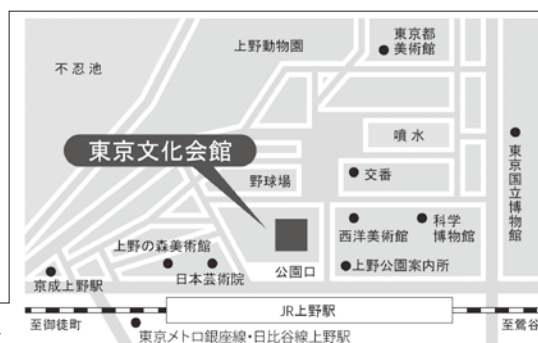 上野動物園
東京都
美術館
不忍池
噴水
東京文化会館
野球場
交番
東京国立博物館
西洋美術館
科学
博物館
上野の森美術館
京成上野駅
日本芸術院
公園口
上野公園案内所
JR上野駅
至御徒町
東京メトロ銀座線・日比谷線上野駅
至鶯谷